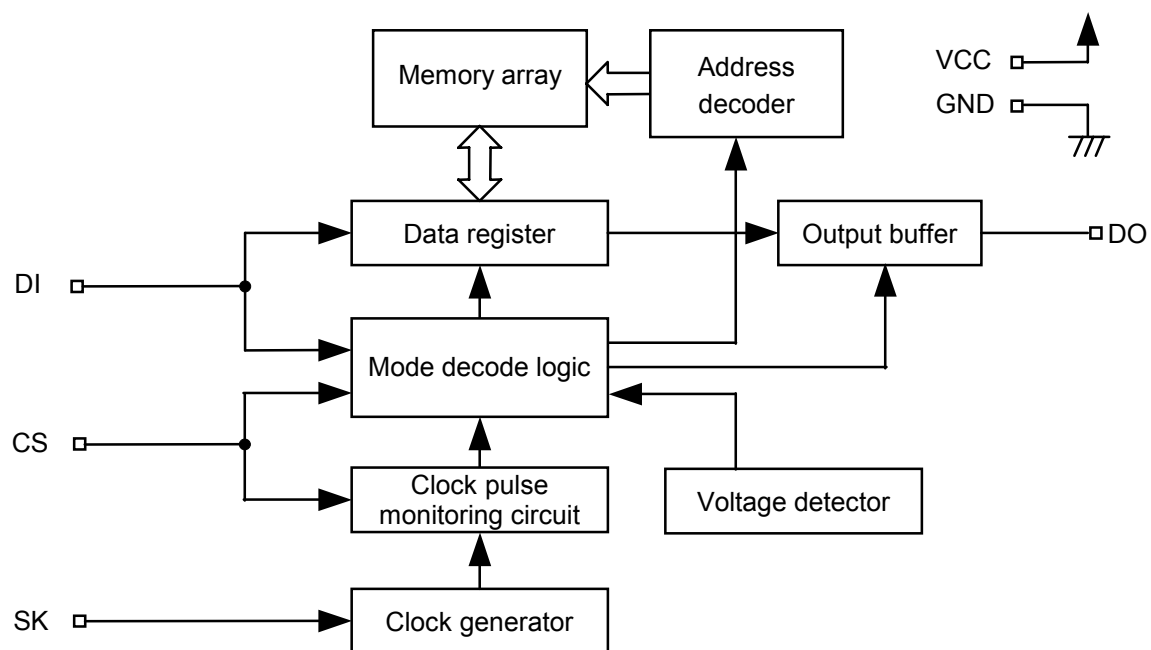 Memory array
Address
decoder
VCC
GND
Data register
Output buffer
DO
DI
Mode decode logic
CS
Clock pulse
monitoring circuit
Voltage detector
SK
Clock generator